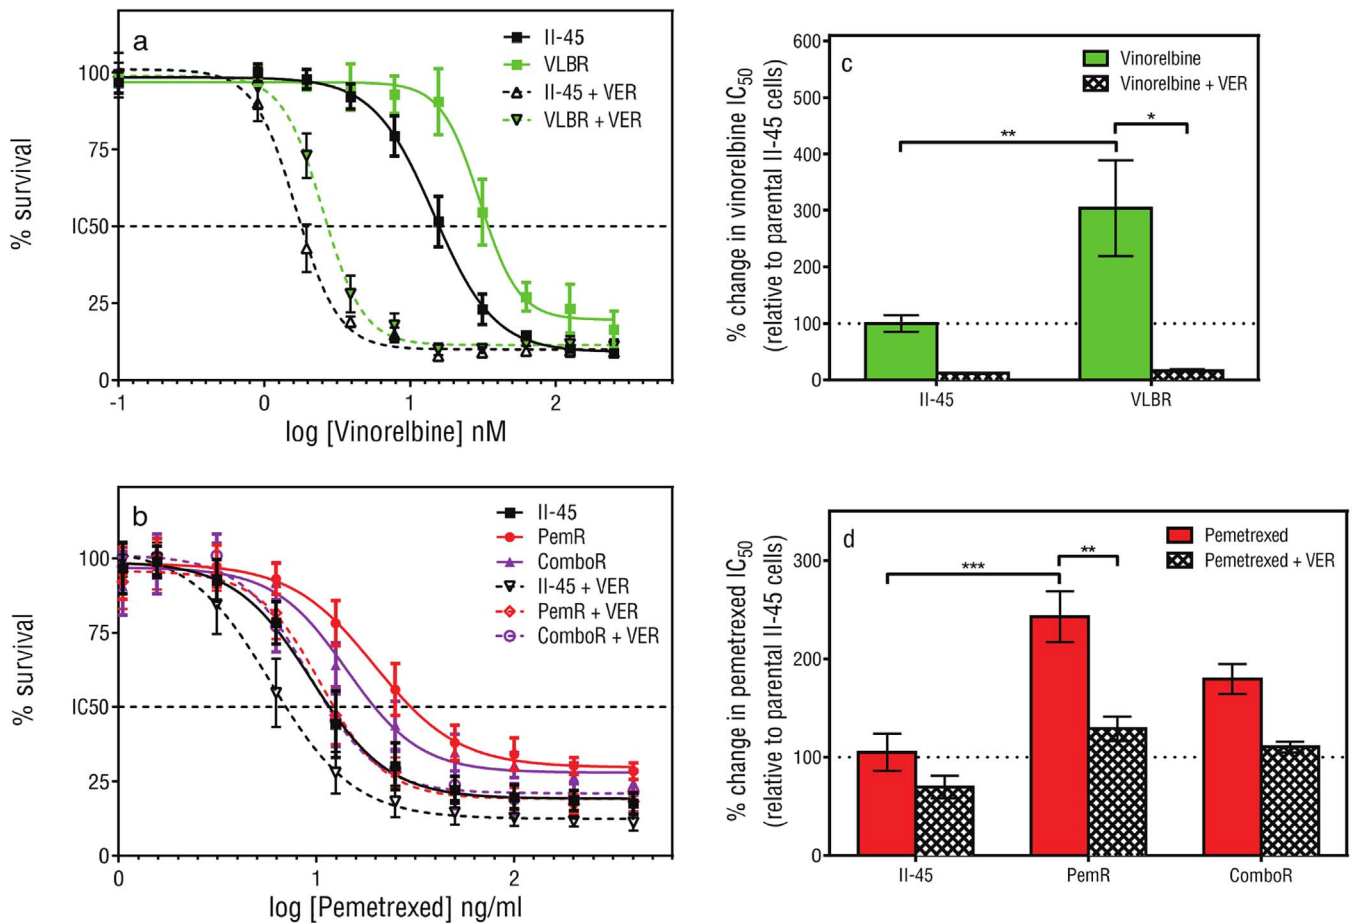 a
II-45
VLBR
II-45 + VER
VLBR + VER
100
75
IC50
25
0
% survival
-1 0 1 2
log [Vinorelbine] nM
c
Vinorelbine
Vinorelbine + VER
600
500
400
300
200
100
0
% change in vinorelbine IC50
(relative to parental II-45 cells)
**
*
II-45 VLBR
b
II-45
PemR
ComboR
II-45 + VER
PemR + VER
ComboR + VER
100
75
IC50
25
0
% survival
0 1 2
log [Pemetrexed] ng/ml
d
Pemetrexed
Pemetrexed + VER
300
200
100
0
% change in pemetrexed IC50
(relative to parental II-45 cells)
***
**
II-45 PemR ComboR